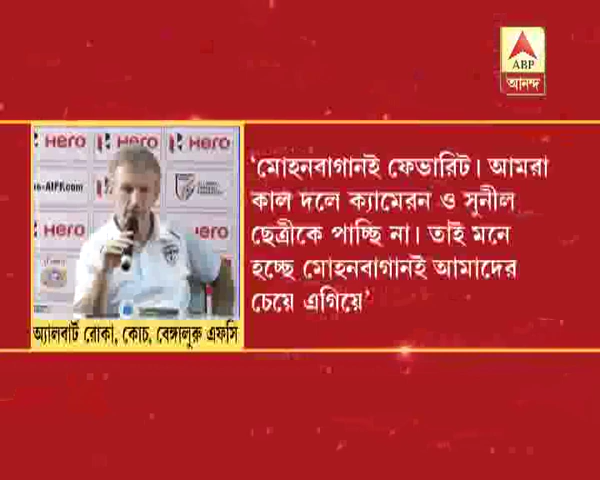 ABP
আনন্দ
HERO
HERO
HERO
e-AIFF.com
HERO
HERO
‘মোহনবাগানই ফেভারিট। আমরা
কাল দলে ক্যামেরন ও সুনীল
ছেত্রীকে পাচ্ছি না। তাই মনে
হচ্ছে মোহনবাগানই আমাদের
চেয়ে এগিয়ে’
অ্যালবার্ট রোকা, কোচ, বেঙ্গালুরু এফসি